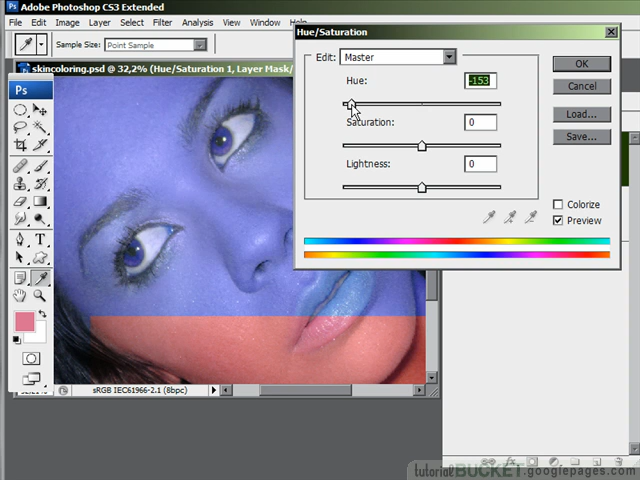 Adobe Photoshop CS3 Extended
File Edit Image Layer Select Filter Analysis View Window Help
Sample Size: Point Sample
skincoloring.psd @ 32,2% (Hue/Saturation 1, Layer Mask/
Ps
T
sRGB IEC61966-2.1 (8bpc)
Hue/Saturation
Edit: Master
Hue: -153
Saturation: 0
Lightness: 0
OK
Cancel
Load...
Save...
Colorize
Preview
tutorialBUCKET.googlepages.com